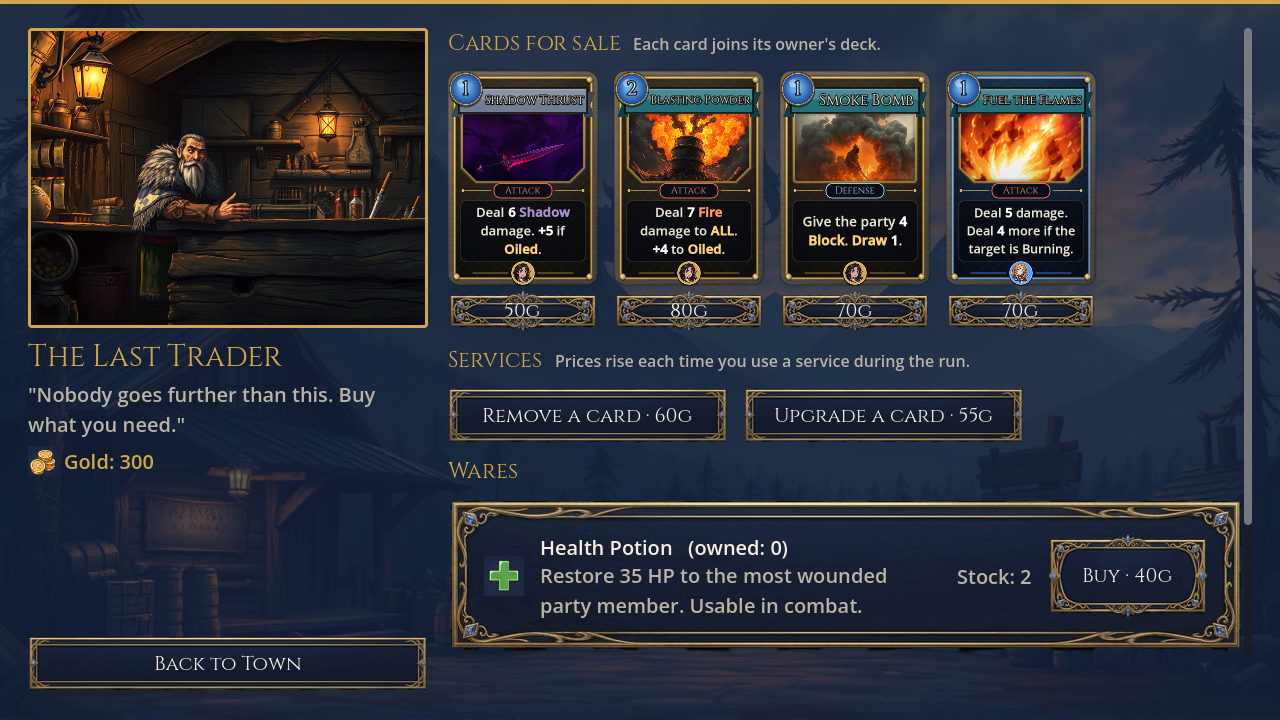 Cards for sale Each card joins its owner's deck.
1 Shadow Thrust
Attack
Deal 6 Shadow
damage. +5 if
Oiled.
50g
2 Blasting Powder
Attack
Deal 7 Fire
damage to ALL.
+4 to Oiled.
80g
1 Smoke Bomb
Defense
Give the party 4
Block. Draw 1.
70g
1 Fuel the Flames
Attack
Deal 5 damage.
Deal 4 more if the
target is Burning.
70g
The Last Trader
"Nobody goes further than this. Buy
what you need."
Gold: 300
Services Prices rise each time you use a service during the run.
Remove a card · 60g
Upgrade a card · 55g
Wares
Health Potion (owned: 0)
Restore 35 HP to the most wounded
party member. Usable in combat.
Stock: 2
Buy · 40g
Back to Town